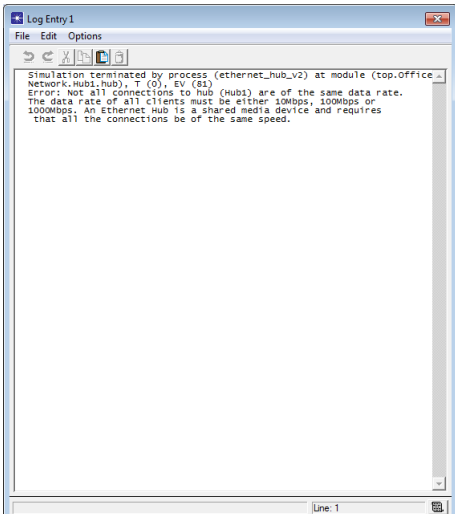 Log Entry 1
File Edit Options
Simulation terminated by process (ethernet_hub_v2) at module (top.Office
Network.Hub1.hub), T (0), EV (81)
Error: Not all connections to hub (Hub1) are of the same data rate.
The data rate of all clients must be either 10Mbps, 100Mbps or
1000Mbps. An Ethernet Hub is a shared media device and requires
that all the connections be of the same speed.
Line: 1